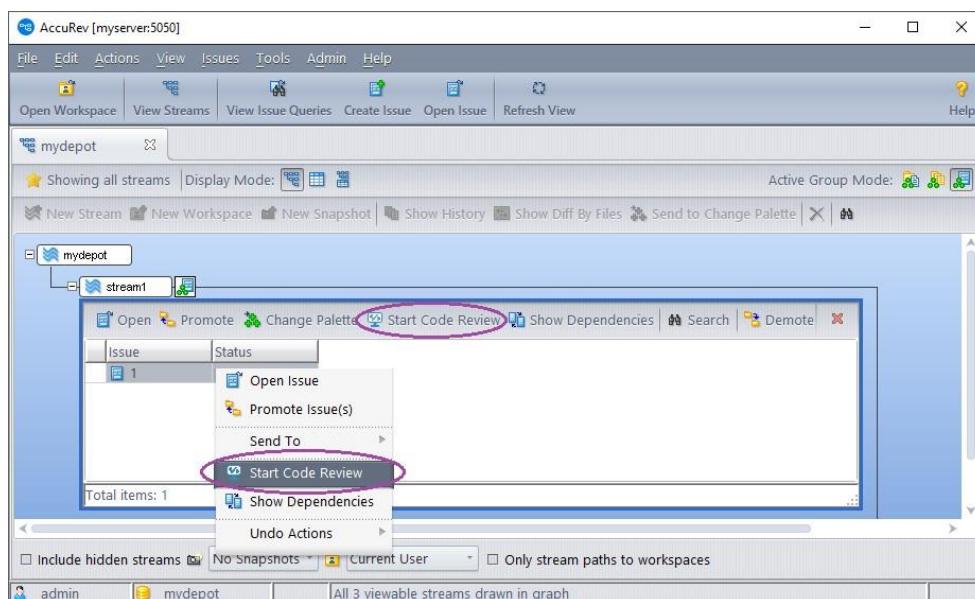 AccuRev [myserver:5050]
File Edit Actions View Issues Tools Admin Help
Open Workspace View Streams View Issue Queries Create Issue Open Issue Refresh View Help
mydepot
Showing all streams Display Mode: Active Group Mode:
New Stream New Workspace New Snapshot Show History Show Diff By Files Send to Change Palette
mydepot
stream1
Open Promote Change Palette Start Code Review Show Dependencies Search Demote
Issue Status
1
Open Issue
Promote Issue(s)
Send To
Start Code Review
Show Dependencies
Undo Actions
Total items: 1
Include hidden streams No Snapshots Current User Only stream paths to workspaces
admin mydepot All 3 viewable streams drawn in graph